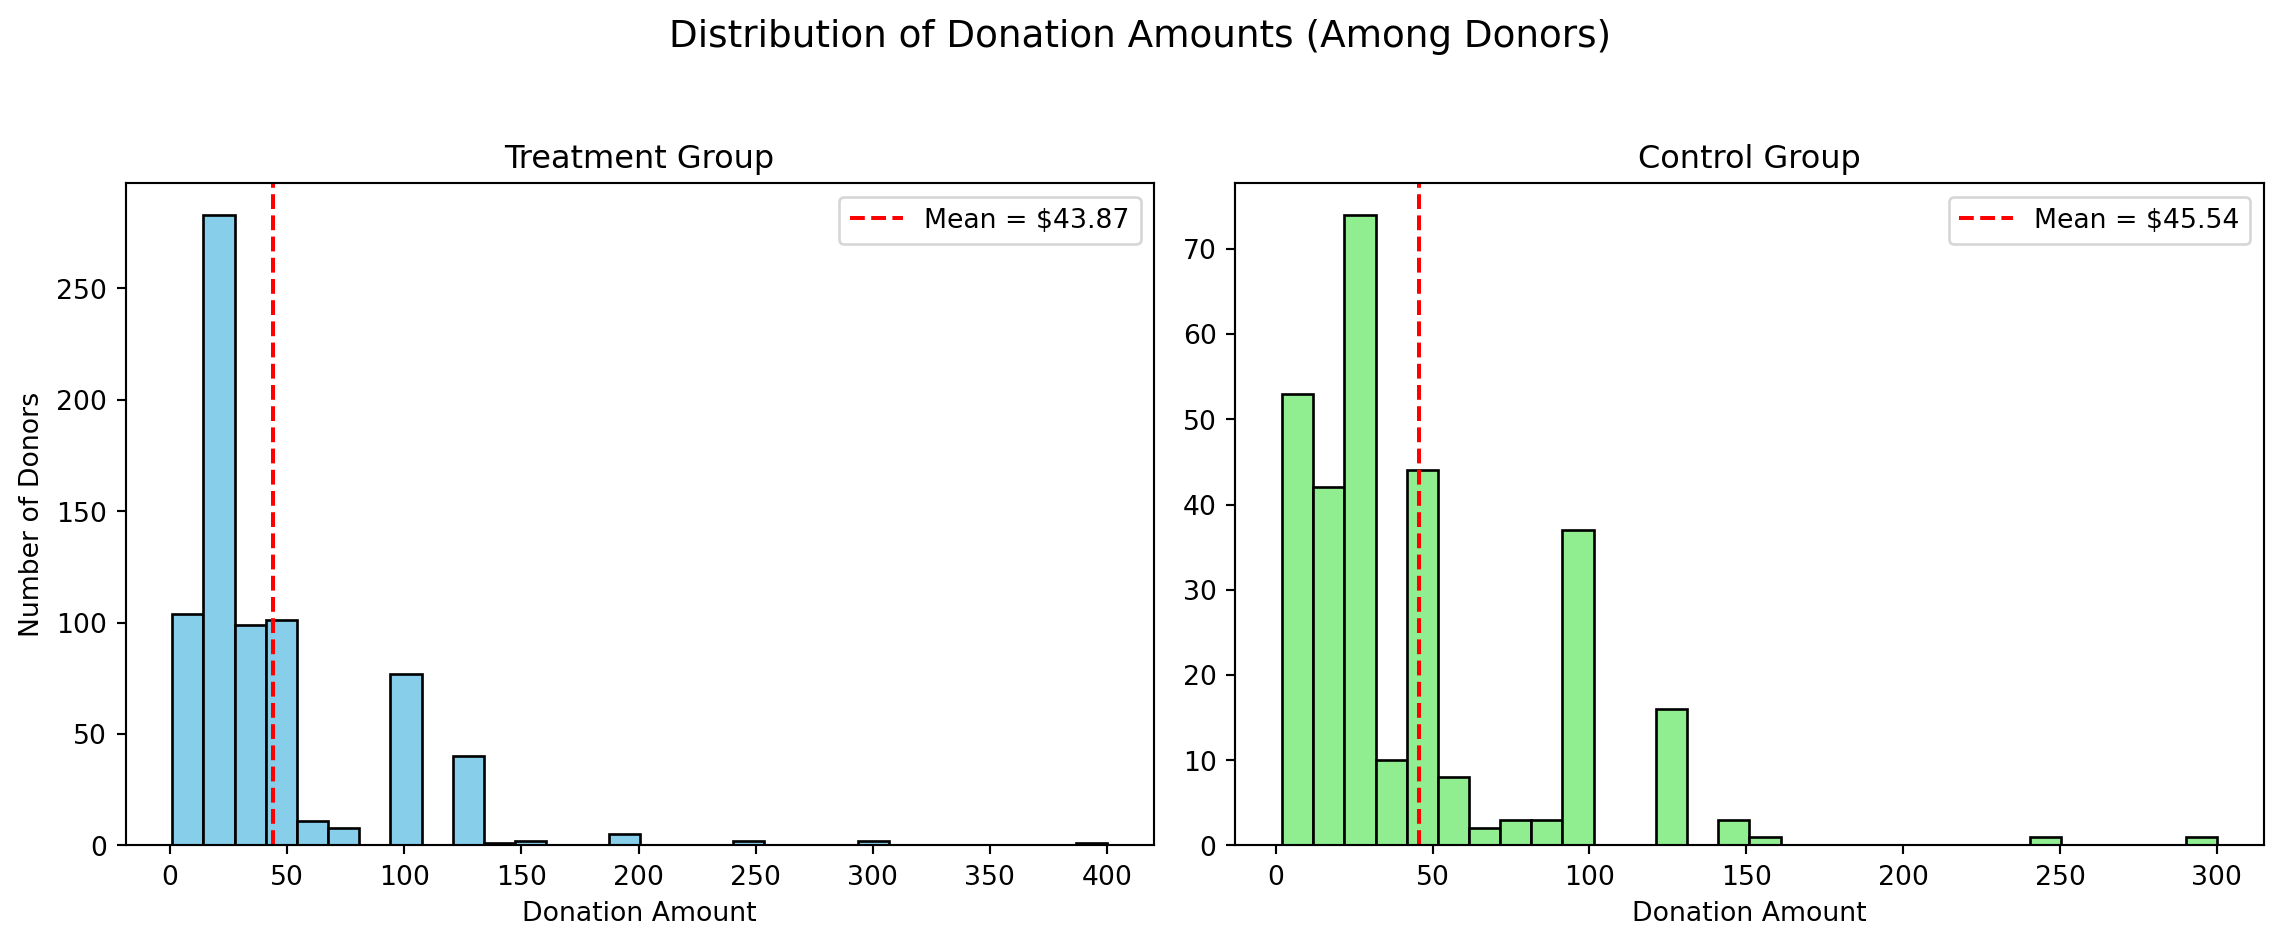 Distribution of Donation Amounts (Among Donors)
Treatment Group
Mean = $43.87
Number of Donors
250
200
150
100
50
0
0 50 100 150 200 250 300 350 400
Donation Amount
Control Group
Mean = $45.54
70
60
50
40
30
20
10
0
0 50 100 150 200 250 300
Donation Amount